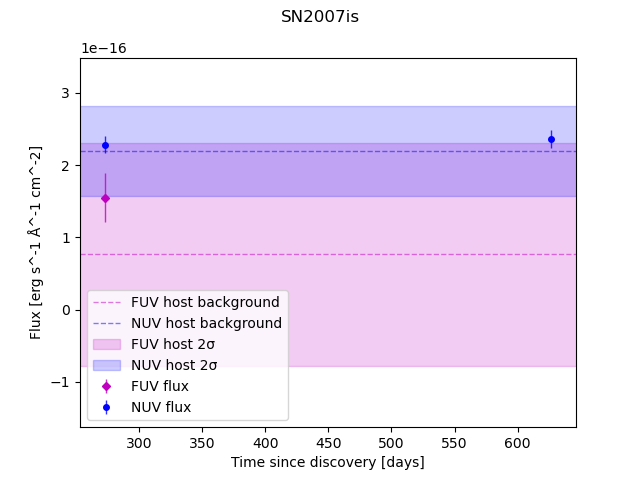 SN2007is
1e−16
Flux [erg s^-1 Å^-1 cm^-2]
3
2
1
0
−1
FUV host background
NUV host background
FUV host 2σ
NUV host 2σ
FUV flux
NUV flux
300 350 400 450 500 550 600
Time since discovery [days]